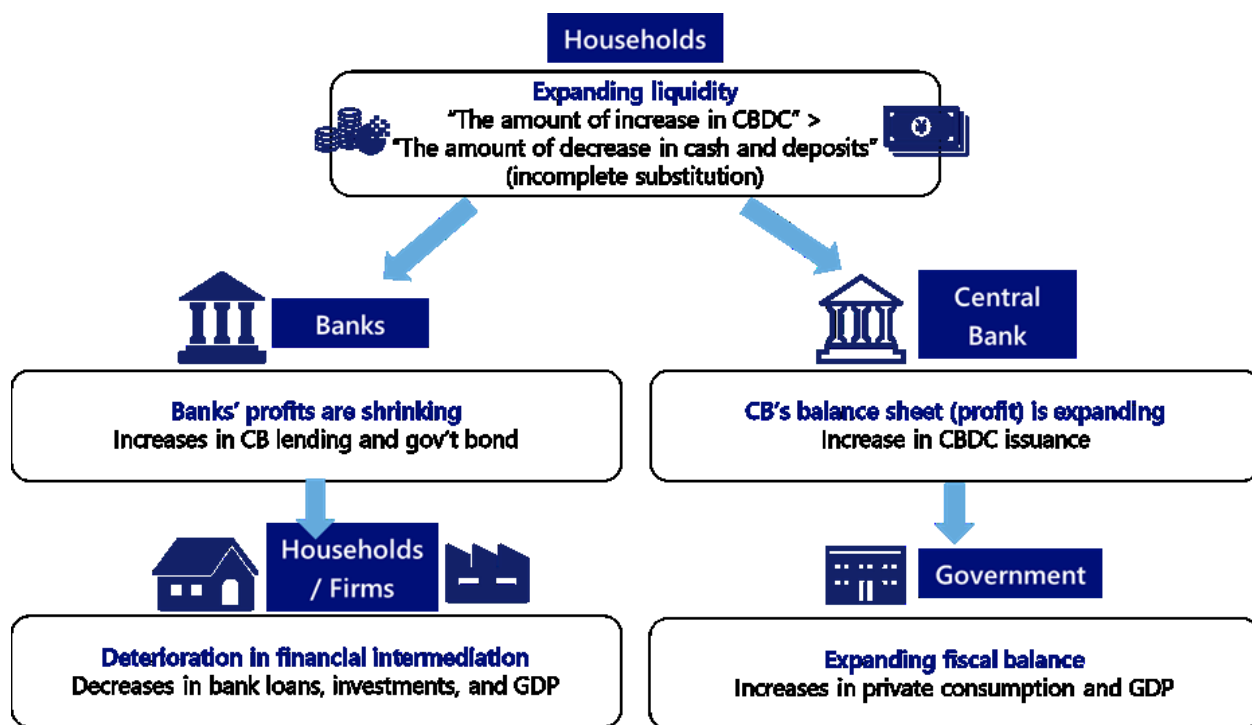 Households
Expanding liquidity
"The amount of increase in CBDC" >
"The amount of decrease in cash and deposits"
(incomplete substitution)
Banks
Central
Bank
Banks' profits are shrinking
Increases in CB lending and gov't bond
CB's balance sheet (profit) is expanding
Increase in CBDC issuance
Households
/ Firms
Government
Deterioration in financial intermediation
Decreases in bank loans, investments, and GDP
Expanding fiscal balance
Increases in private consumption and GDP